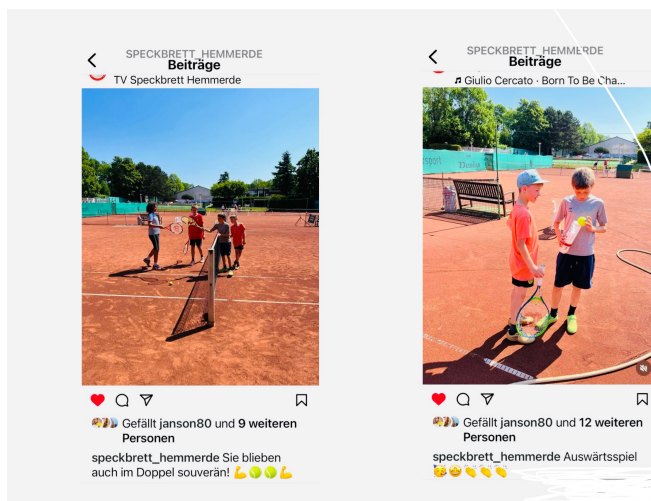 SPECKBRETT_HEMMERDE
Beiträge
TV Speckbrett Hemmerde
Gefällt janson80 und 9 weiteren
Personen
speckbrett_hemmerde Sie blieben
auch im Doppel souverän! 💪🎾🎾💪
SPECKBRETT_HEMMERDE
Beiträge
♬ Giulio Cercato · Born To Be Cha...
Gefällt janson80 und 12 weiteren
Personen
speckbrett_hemmerde Auswärtsspiel
🥳🤩👏👏👏